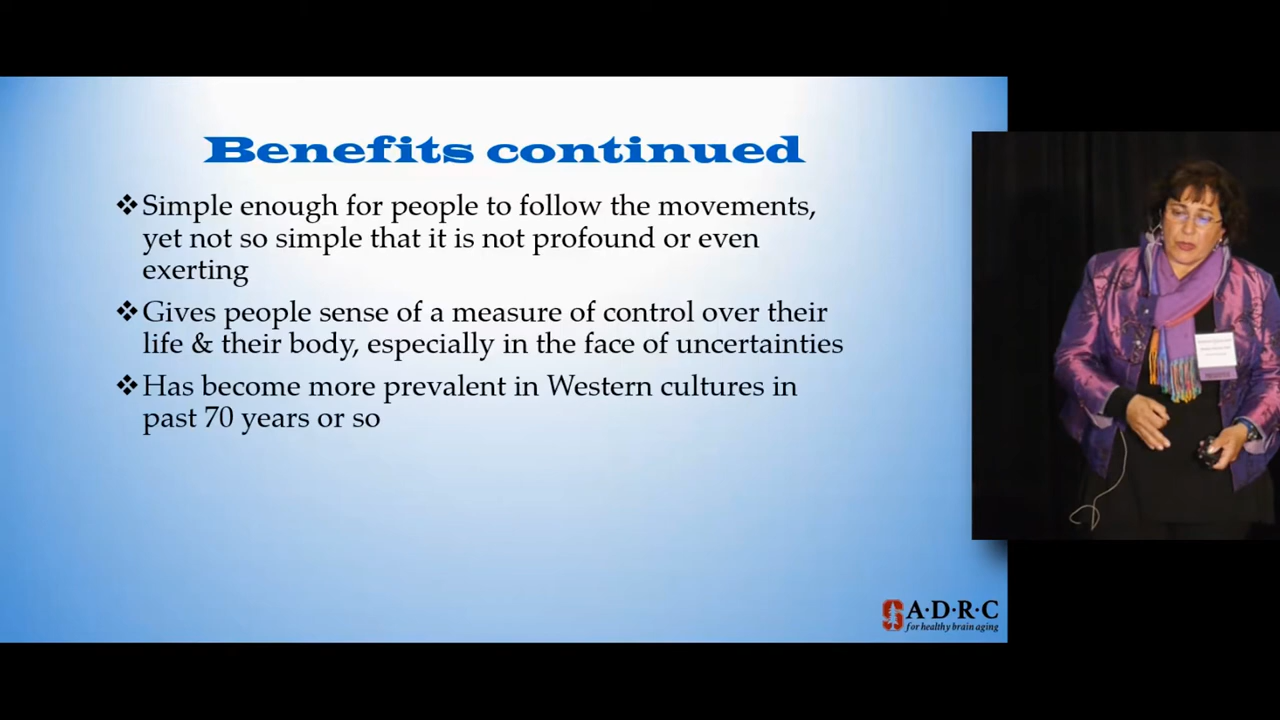 Benefits continued
❖Simple enough for people to follow the movements,
yet not so simple that it is not profound or even
exerting
❖Gives people sense of a measure of control over their
life & their body, especially in the face of uncertainties
❖Has become more prevalent in Western cultures in
past 70 years or so
A·D·R·C
for healthy brain aging